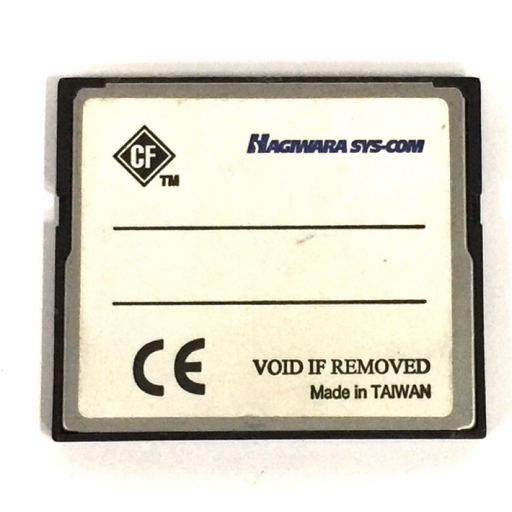 CF
TM
HAGIWARA SYS-COM
CE
VOID IF REMOVED
Made in TAIWAN